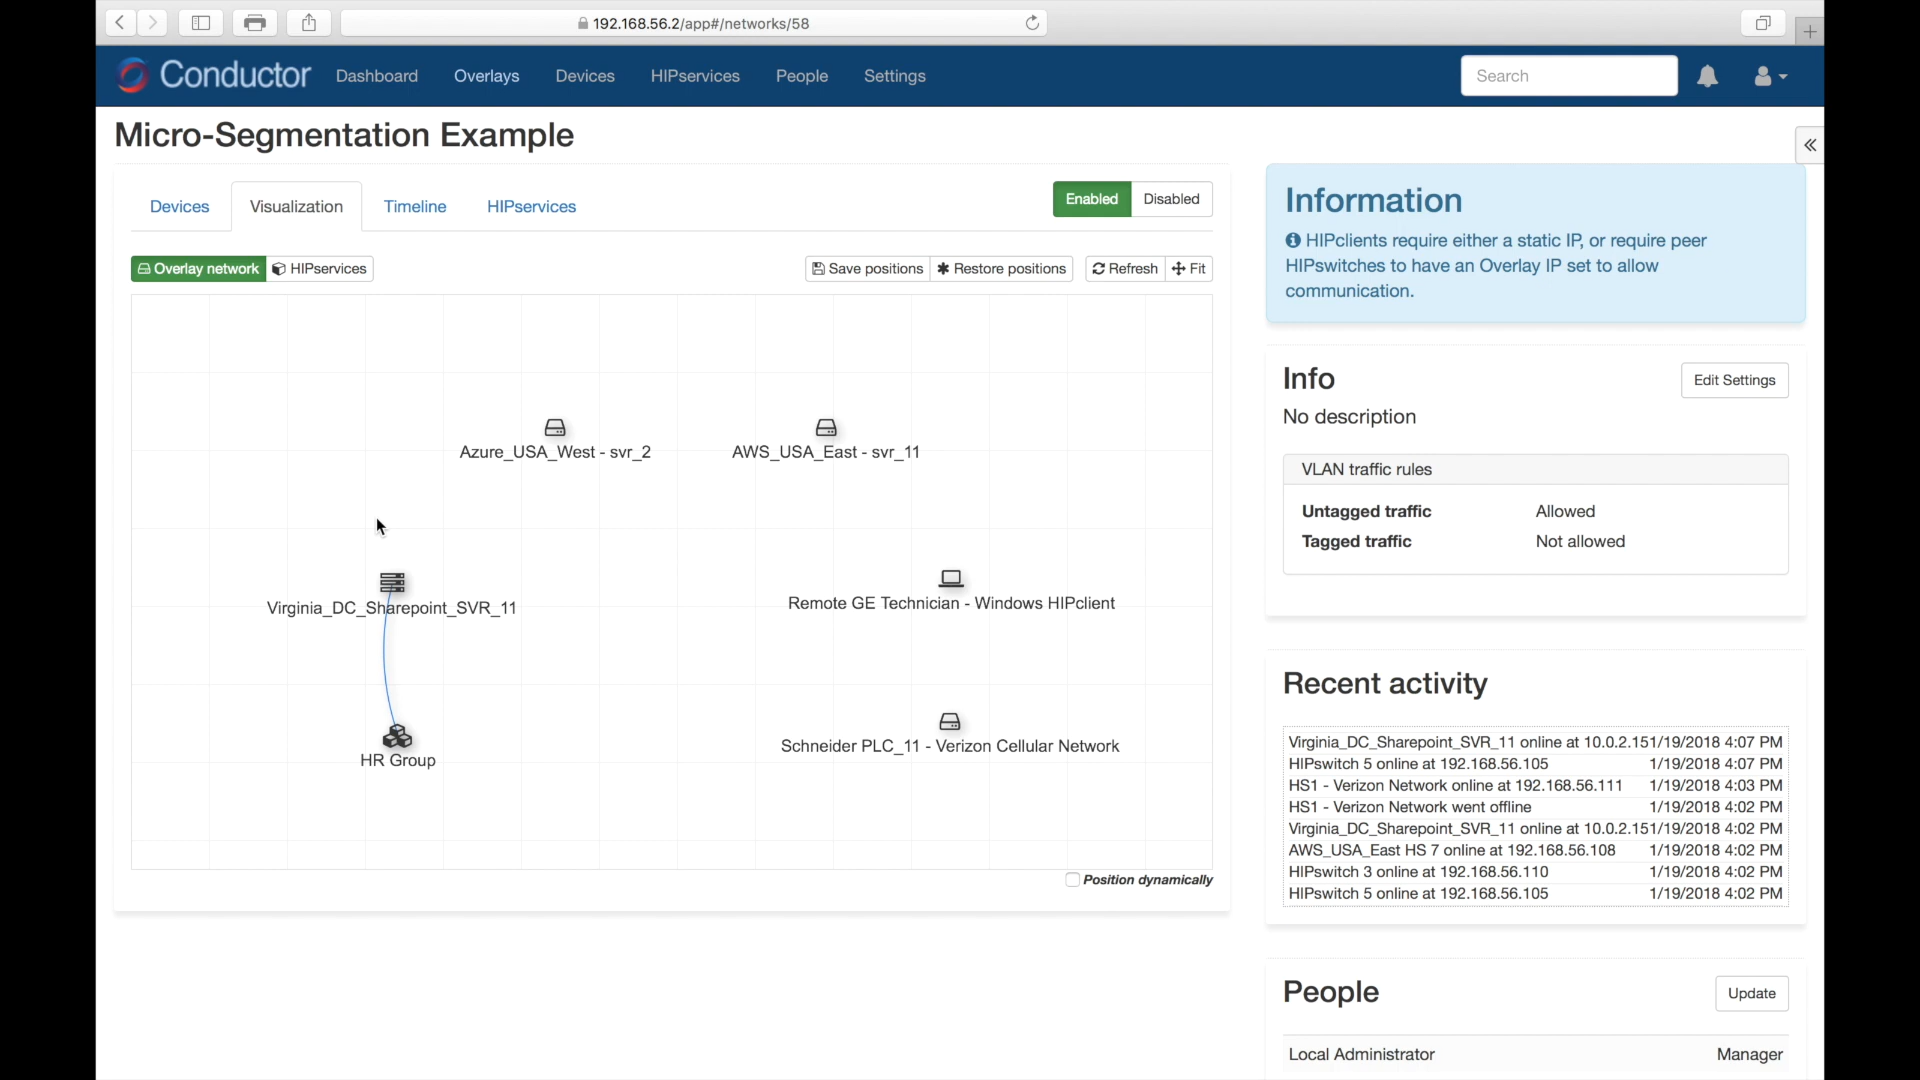 192.168.56.2/app#/networks/58
Conductor
Dashboard
Overlays
Devices
HIPservices
People
Settings
Search
Micro-Segmentation Example
Devices
Visualization
Timeline
HIPservices
Enabled
Disabled
Overlay network
HIPservices
Save positions
Restore positions
Refresh
Fit
Azure_USA_West - svr_2
AWS_USA_East - svr_11
Virginia_DC_Sharepoint_SVR_11
Remote GE Technician - Windows HIPclient
HR Group
Schneider PLC_11 - Verizon Cellular Network
Position dynamically
Information
HIPclients require either a static IP, or require peer
HIPswitches to have an Overlay IP set to allow
communication.
Info
Edit Settings
No description
VLAN traffic rules
Untagged traffic Allowed
Tagged traffic Not allowed
Recent activity
Virginia_DC_Sharepoint_SVR_11 online at 10.0.2.151/19/2018 4:07 PM
HIPswitch 5 online at 192.168.56.105 1/19/2018 4:07 PM
HS1 - Verizon Network online at 192.168.56.111 1/19/2018 4:03 PM
HS1 - Verizon Network went offline 1/19/2018 4:02 PM
Virginia_DC_Sharepoint_SVR_11 online at 10.0.2.151/19/2018 4:02 PM
AWS_USA_East HS 7 online at 192.168.56.108 1/19/2018 4:02 PM
HIPswitch 3 online at 192.168.56.110 1/19/2018 4:02 PM
HIPswitch 5 online at 192.168.56.105 1/19/2018 4:02 PM
People
Update
Local Administrator Manager